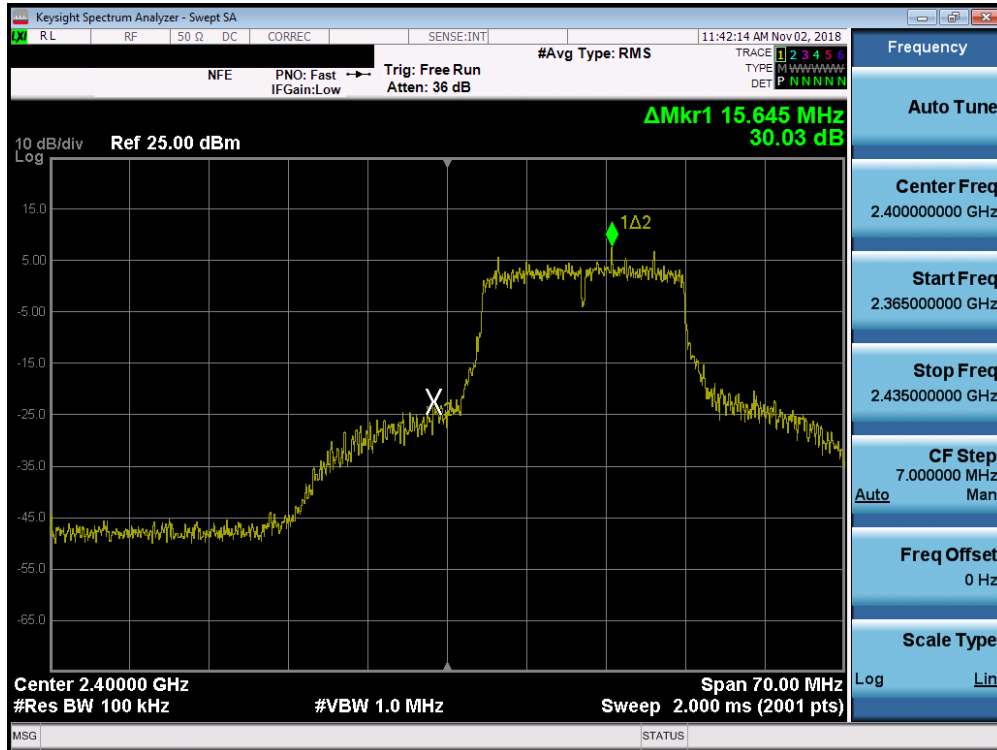 Keysight Spectrum Analyzer - Swept SA
LXI RL RF 50 Ω DC CORREC SENSE:INT 11:42:14 AM Nov 02, 2018
NFE PNO: Fast Trig: Free Run #Avg Type: RMS TRACE 1 2 3 4 5 6
IFGain:Low Atten: 36 dB TYPE M WWWWW
DET P N N N N N
ΔMkr1 15.645 MHz
30.03 dB
10 dB/div Ref 25.00 dBm
Log
15.0
5.00
-5.00
-15.0
-25.0
-35.0
-45.0
-55.0
-65.0
1Δ2
X
Center 2.40000 GHz Span 70.00 MHz
#Res BW 100 kHz #VBW 1.0 MHz Sweep 2.000 ms (2001 pts)
MSG STATUS
Frequency
Auto Tune
Center Freq
2.400000000 GHz
Start Freq
2.365000000 GHz
Stop Freq
2.435000000 GHz
CF Step
7.000000 MHz
Auto Man
Freq Offset
0 Hz
Scale Type
Log Lin